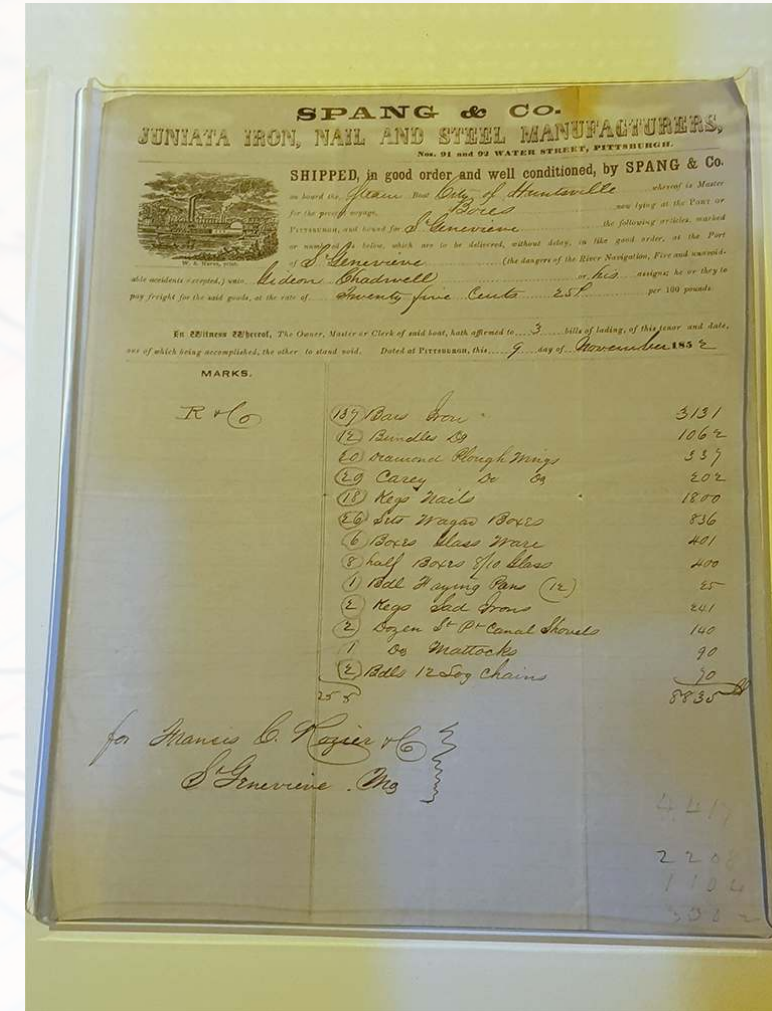 SPANG & CO.
JUNIATA IRON, NAIL AND STEEL MANUFACTURERS,
Nos. 91 and 92 WATER STREET, PITTSBURGH.
SHIPPED, in good order and well conditioned, by SPANG & Co.
on board the Steam Boat City of Huntsville whereof is Master
for the present voyage, Bores now lying at the PORT OF
PITTSBURGH, and bound for St Genevieve the following articles, marked
or numbered as below, which are to be delivered, without delay, in like good order, at the Port
of St Genevieve (the dangers of the River Navigation, Fire and unavoid-
able accidents excepted,) unto Gideon Chadwell or his assigns he or they to
pay freight for the said goods, at the rate of Twenty five Cents 25¢ per 100 pounds
In Witness Whereof, The Owner, Master or Clerk of said boat, hath affirmed to 3 bills of lading, of this tenor and date,
one of which being accomplished, the other to stand void. Dated at PITTSBURGH, this 9 day of November 1852
MARKS.
R & Co
137 Bars Iron 3131
12 Bundles Do 1062
20 Diamond Plough Wings 337
20 Carey Do Do 202
18 Kegs Nails 1800
26 Sets Wagon Boxes 836
6 Boxes Glass Ware 401
8 half Boxes 8/10 Glass 400
1 Bdl Frying Pans (12) 25
2 Kegs Sad Irons 241
2 Dozen St Pt Canal Shovels 140
1 Do Mattocks 90
2 Bdls 12 Log Chains 70
255 8835
for Francis C. Rozier & Co
St Genevieve. Mo